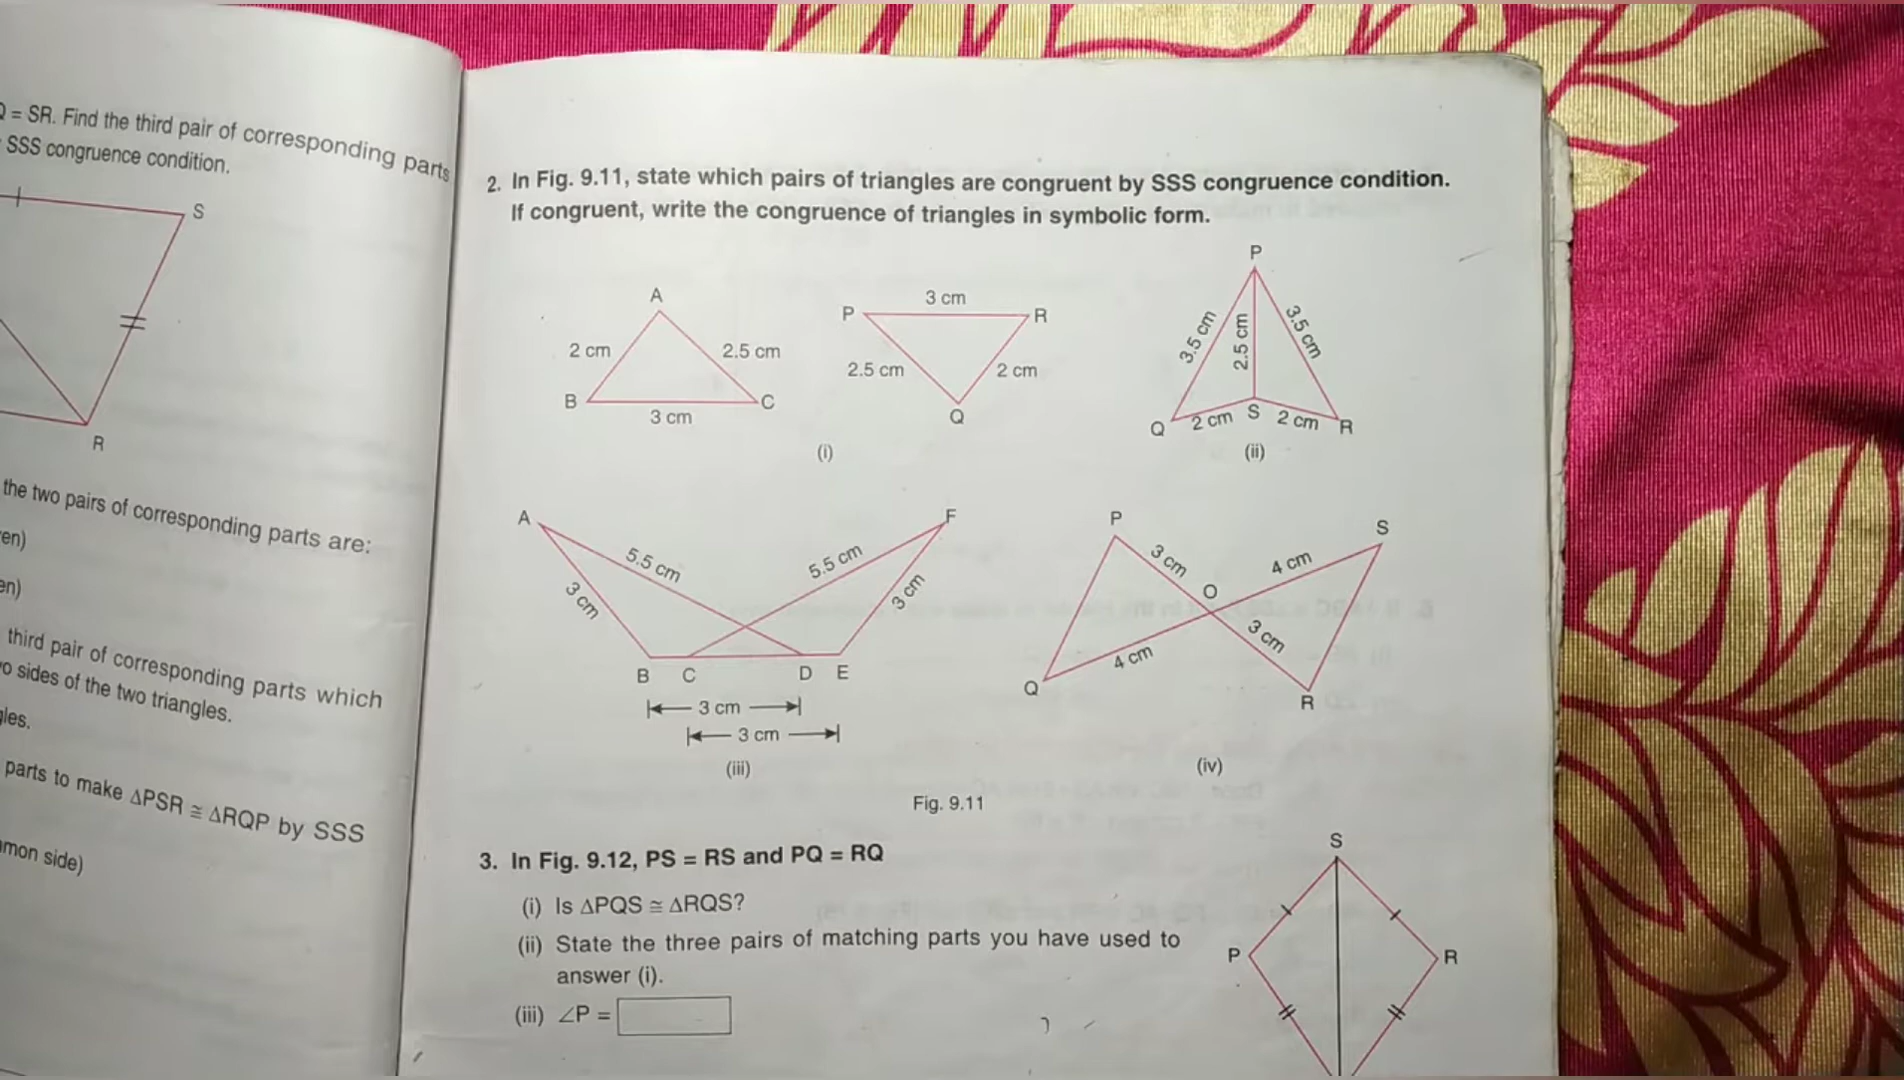 = SR. Find the third pair of corresponding parts
SSS congruence condition.
S
R
the two pairs of corresponding parts are:
third pair of corresponding parts which
sides of the two triangles.
parts to make ΔPSR ≅ ΔRQP by SSS
side)
2. In Fig. 9.11, state which pairs of triangles are congruent by SSS congruence condition.
If congruent, write the congruence of triangles in symbolic form.
A
2 cm
2.5 cm
B
C
3 cm
3 cm
P
R
2.5 cm
2 cm
Q
(i)
P
3.5 cm
2.5 cm
3.5 cm
Q
2 cm
S
2 cm
R
(ii)
A
F
5.5 cm
5.5 cm
3 cm
3 cm
B C D E
3 cm
3 cm
(iii)
P
S
3 cm
4 cm
O
4 cm
3 cm
Q
R
(iv)
Fig. 9.11
3. In Fig. 9.12, PS = RS and PQ = RQ
(i) Is ΔPQS ≅ ΔRQS?
(ii) State the three pairs of matching parts you have used to
answer (i).
(iii) ∠P =
S
P
R